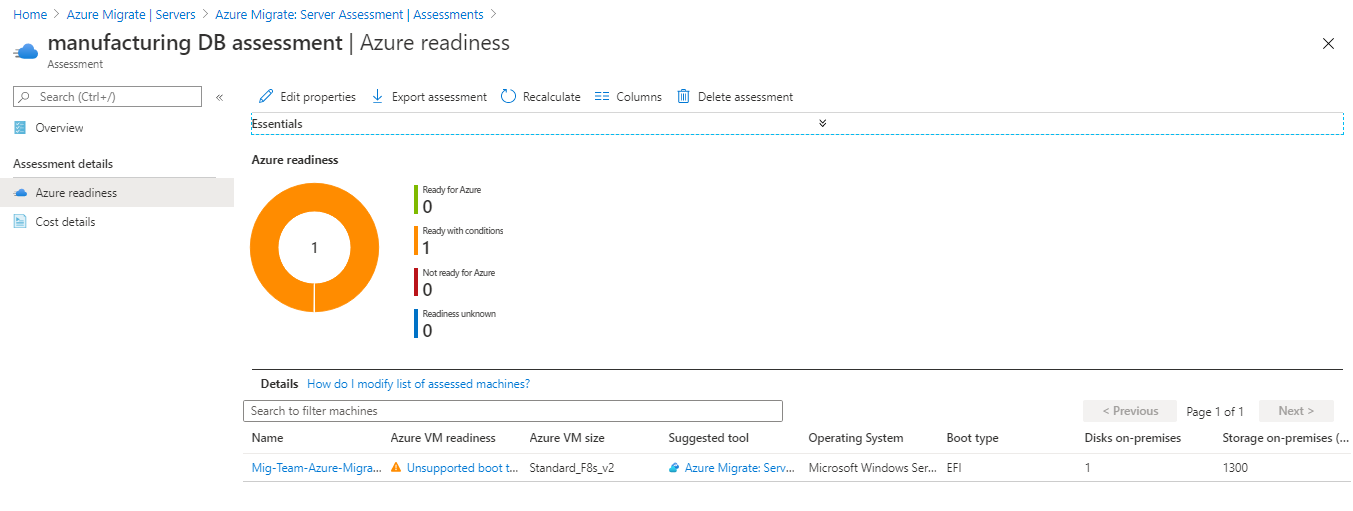 Home > Azure Migrate | Servers > Azure Migrate: Server Assessment | Assessments >
manufacturing DB assessment | Azure readiness
Assessment
Search (Ctrl+/)
«
Edit properties
Export assessment
Recalculate
Columns
Delete assessment
Overview
Assessment details
Azure readiness
Cost details
Essentials
Azure readiness
1
Ready for Azure
0
Ready with conditions
1
Not ready for Azure
0
Readiness unknown
0
Details How do I modify list of assessed machines?
Search to filter machines
< Previous Page 1 of 1 Next >
Name Azure VM readiness Azure VM size Suggested tool Operating System Boot type Disks on-premises Storage on-premises (...
Mig-Team-Azure-Migra... Unsupported boot t... Standard_F8s_v2 Azure Migrate: Serv... Microsoft Windows Ser... EFI 1 1300